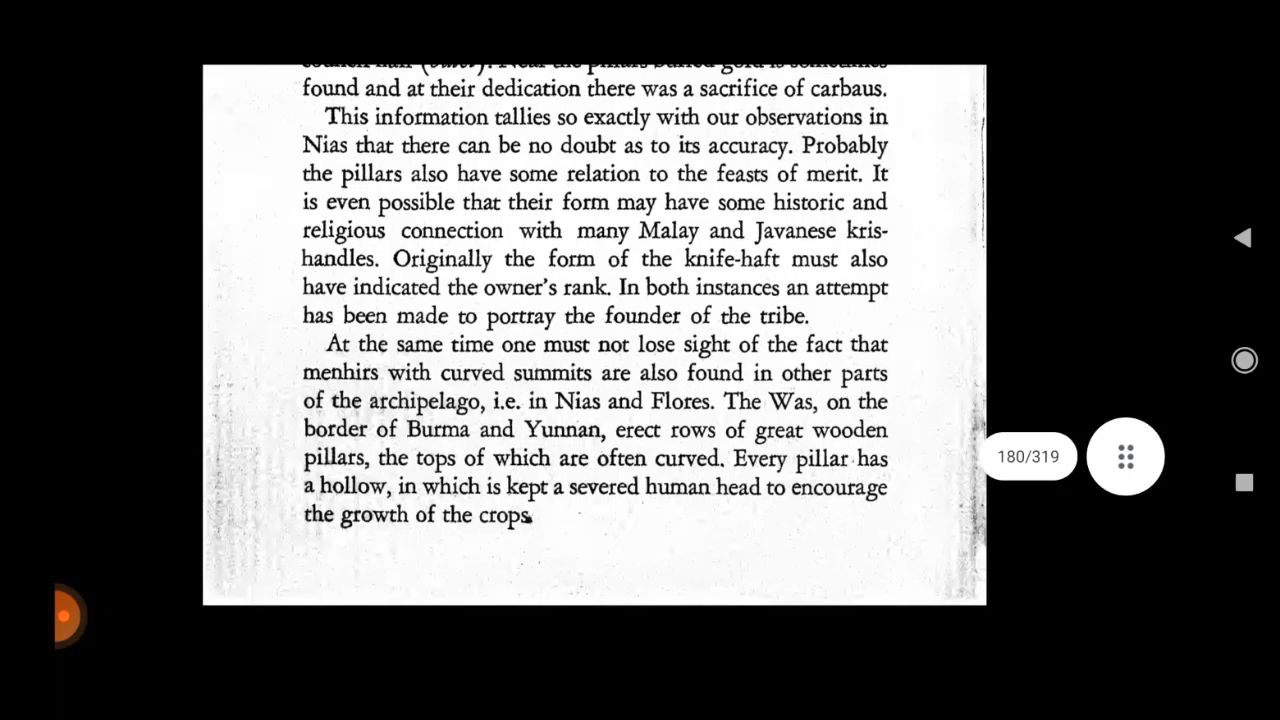 found and at their dedication there was a sacrifice of carbaus.
This information tallies so exactly with our observations in
Nias that there can be no doubt as to its accuracy. Probably
the pillars also have some relation to the feasts of merit. It
is even possible that their form may have some historic and
religious connection with many Malay and Javanese kris-
handles. Originally the form of the knife-haft must also
have indicated the owner's rank. In both instances an attempt
has been made to portray the founder of the tribe.
At the same time one must not lose sight of the fact that
menhirs with curved summits are also found in other parts
of the archipelago, i.e. in Nias and Flores. The Was, on the
border of Burma and Yunnan, erect rows of great wooden
pillars, the tops of which are often curved. Every pillar has
a hollow, in which is kept a severed human head to encourage
the growth of the crops.
180/319